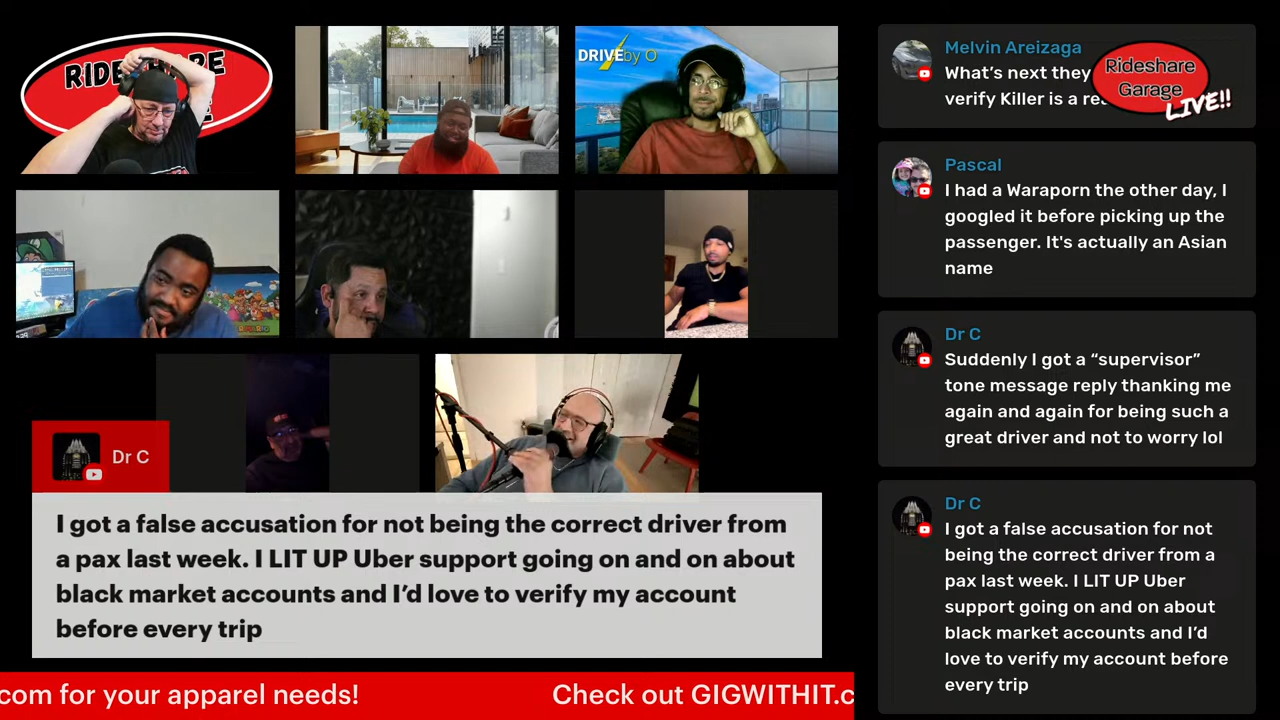 RIDESHARE
DRIVE by O
Dr C
I got a false accusation for not being the correct driver from
a pax last week. I LIT UP Uber support going on and on about
black market accounts and I’d love to verify my account
before every trip
com for your apparel needs!
Check out GIGWITHIT.c
Melvin Areizaga
What’s next they
verify Killer is a rea
Rideshare
Garage
LIVE!!
Pascal
I had a Waraporn the other day, I
googled it before picking up the
passenger. It's actually an Asian
name
Dr C
Suddenly I got a “supervisor”
tone message reply thanking me
again and again for being such a
great driver and not to worry lol
Dr C
I got a false accusation for not
being the correct driver from a
pax last week. I LIT UP Uber
support going on and on about
black market accounts and I’d
love to verify my account before
every trip